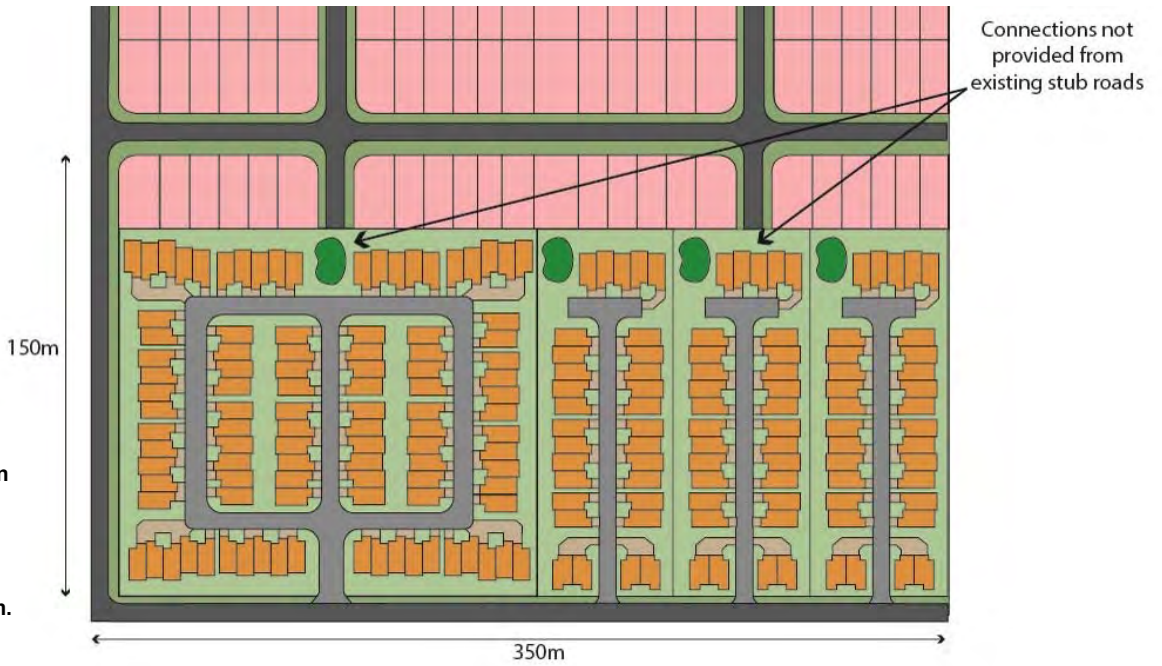 Connections not
provided from
existing stub roads
150m
n
n.
350m